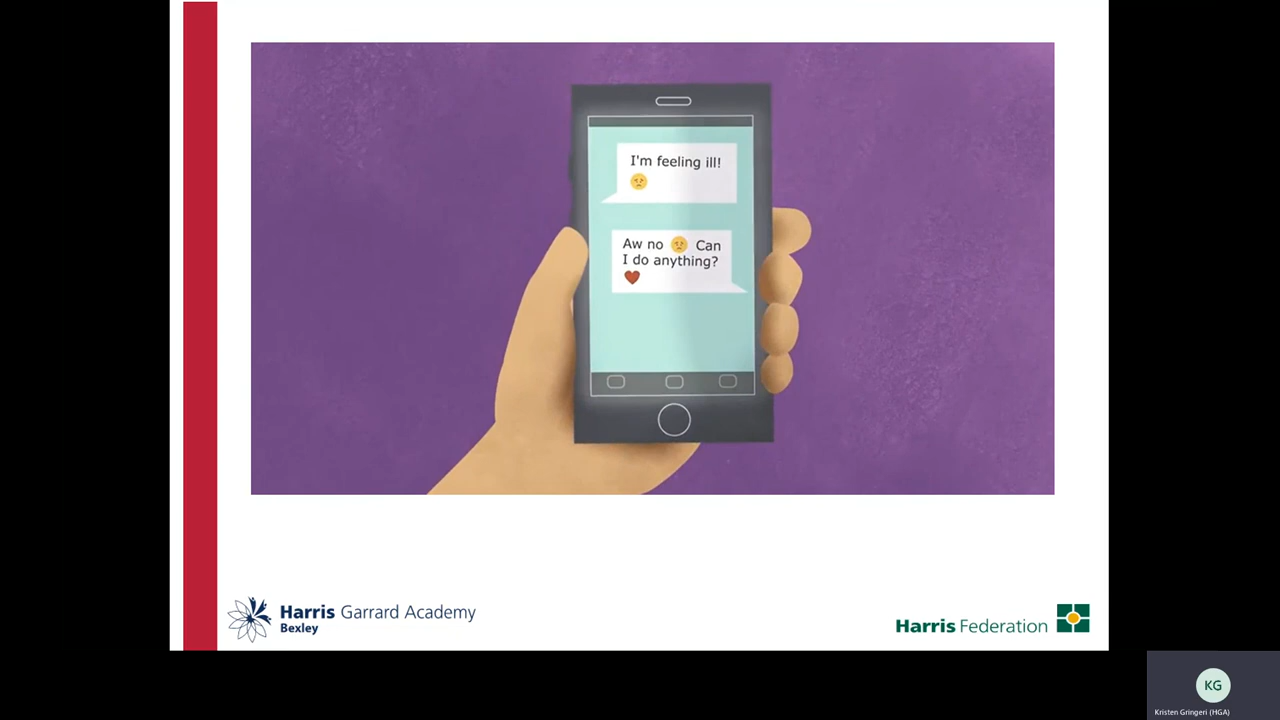 I'm feeling ill!
Aw no Can
I do anything?
Harris Garrard Academy
Bexley
Harris Federation
KG
Kristen Gringeri (HGA)